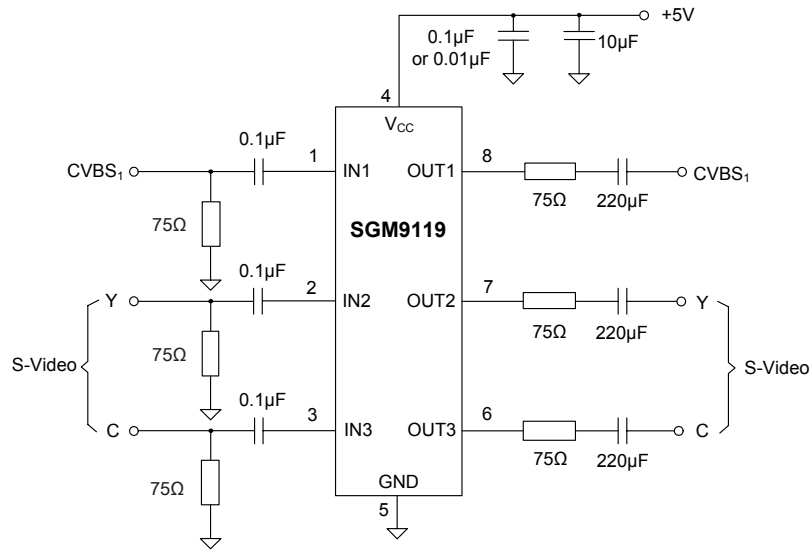 +5V
0.1µF
or 0.01µF
10µF
4
VCC
0.1µF
CVBS1
1
IN1
OUT1
8
75Ω
220µF
CVBS1
75Ω
SGM9119
0.1µF
Y
2
IN2
OUT2
7
75Ω
220µF
Y
75Ω
S-Video
S-Video
0.1µF
C
3
IN3
OUT3
6
75Ω
220µF
C
75Ω
GND
5